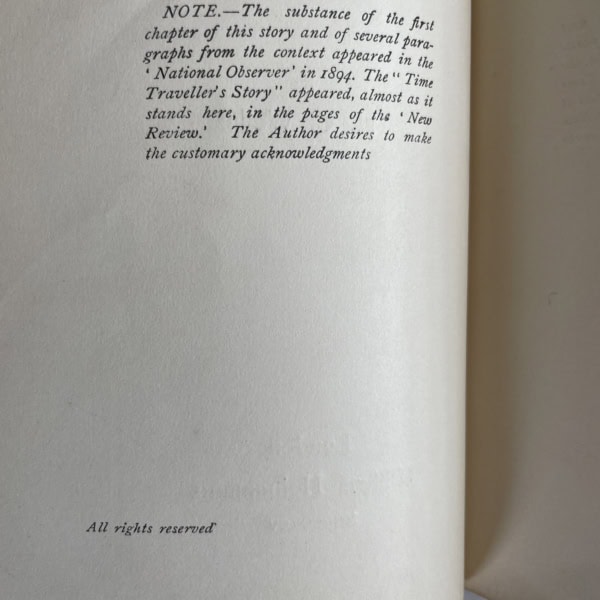 NOTE.—The substance of the first
chapter of this story and of several para-
graphs from the context appeared in the
‘National Observer’ in 1894. The “Time
Traveller's Story” appeared, almost as it
stands here, in the pages of the ‘New
Review.’ The Author desires to make
the customary acknowledgments
All rights reserved